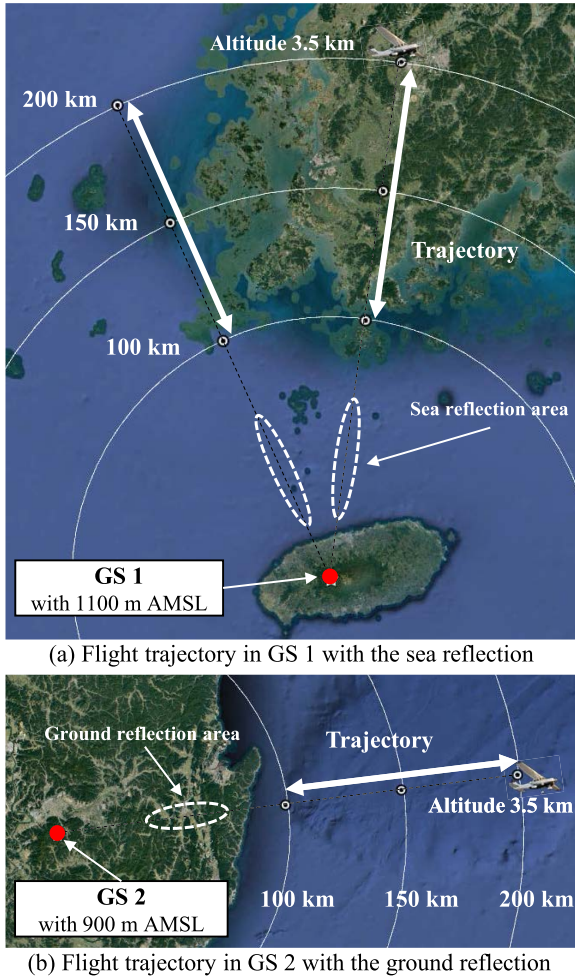 Altitude 3.5 km
200 km
150 km
Trajectory
100 km
Sea reflection area
GS 1
with 1100 m AMSL
(a) Flight trajectory in GS 1 with the sea reflection
Ground reflection area
Trajectory
Altitude 3.5 km
GS 2
with 900 m AMSL
100 km
150 km
200 km
(b) Flight trajectory in GS 2 with the ground reflection